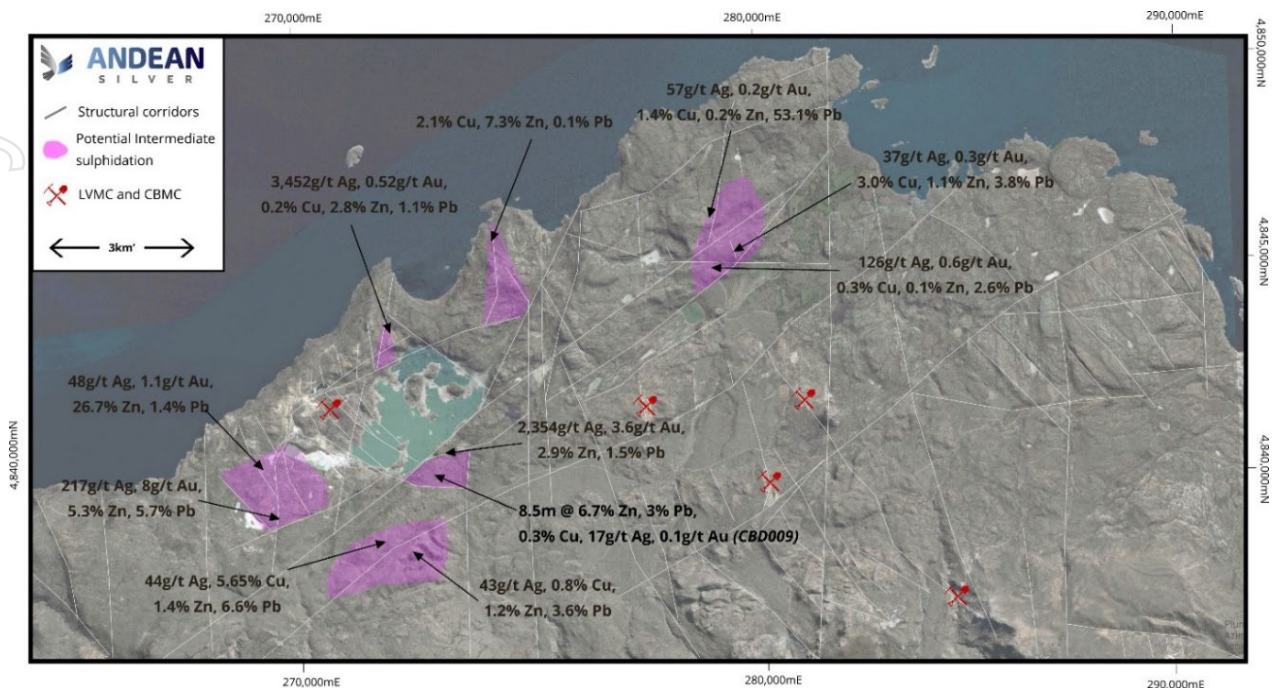 270,000mE
280,000mE
290,000mE
4,850,000mN
ANDEAN
SILVER
Structural corridors
Potential Intermediate
sulphidation
LVMC and CBMC
3km'
57g/t Ag, 0.2g/t Au,
1.4% Cu, 0.2% Zn, 53.1% Pb
2.1% Cu, 7.3% Zn, 0.1% Pb
37g/t Ag, 0.3g/t Au,
3.0% Cu, 1.1% Zn, 3.8% Pb
3,452g/t Ag, 0.52g/t Au,
0.2% Cu, 2.8% Zn, 1.1% Pb
4,845,000mN
126g/t Ag, 0.6g/t Au,
0.3% Cu, 0.1% Zn, 2.6% Pb
48g/t Ag, 1.1g/t Au,
26.7% Zn, 1.4% Pb
2,354g/t Ag, 3.6g/t Au,
2.9% Zn, 1.5% Pb
4,840,000mN
4,840,000mN
217g/t Ag, 8g/t Au,
5.3% Zn, 5.7% Pb
8.5m @ 6.7% Zn, 3% Pb,
0.3% Cu, 17g/t Ag, 0.1g/t Au (CBD009)
44g/t Ag, 5.65% Cu,
1.4% Zn, 6.6% Pb
43g/t Ag, 0.8% Cu,
1.2% Zn, 3.6% Pb
270,000mE
280,000mE
290,000mE